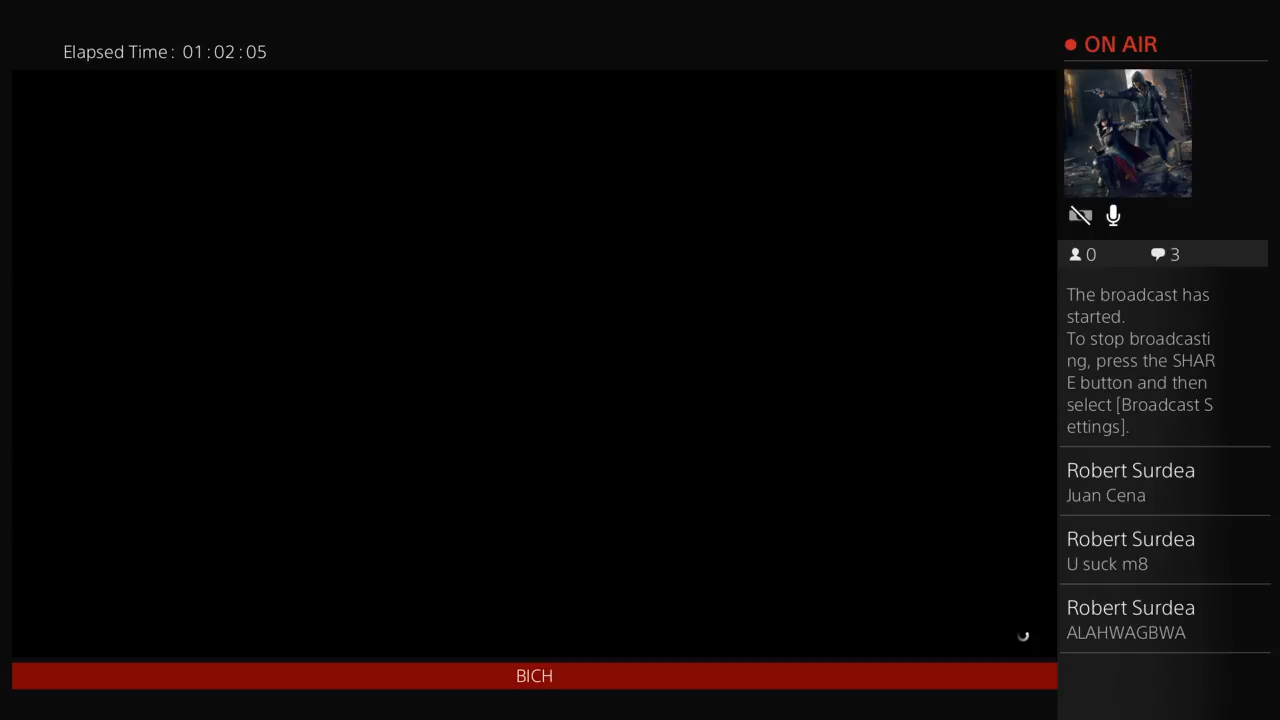 Elapsed Time: 01:02:05
ON AIR
0 3
The broadcast has
started.
To stop broadcasti
ng, press the SHAR
E button and then
select [Broadcast S
ettings].
Robert Surdea
Juan Cena
Robert Surdea
U suck m8
Robert Surdea
ALAHWAGBWA
BICH